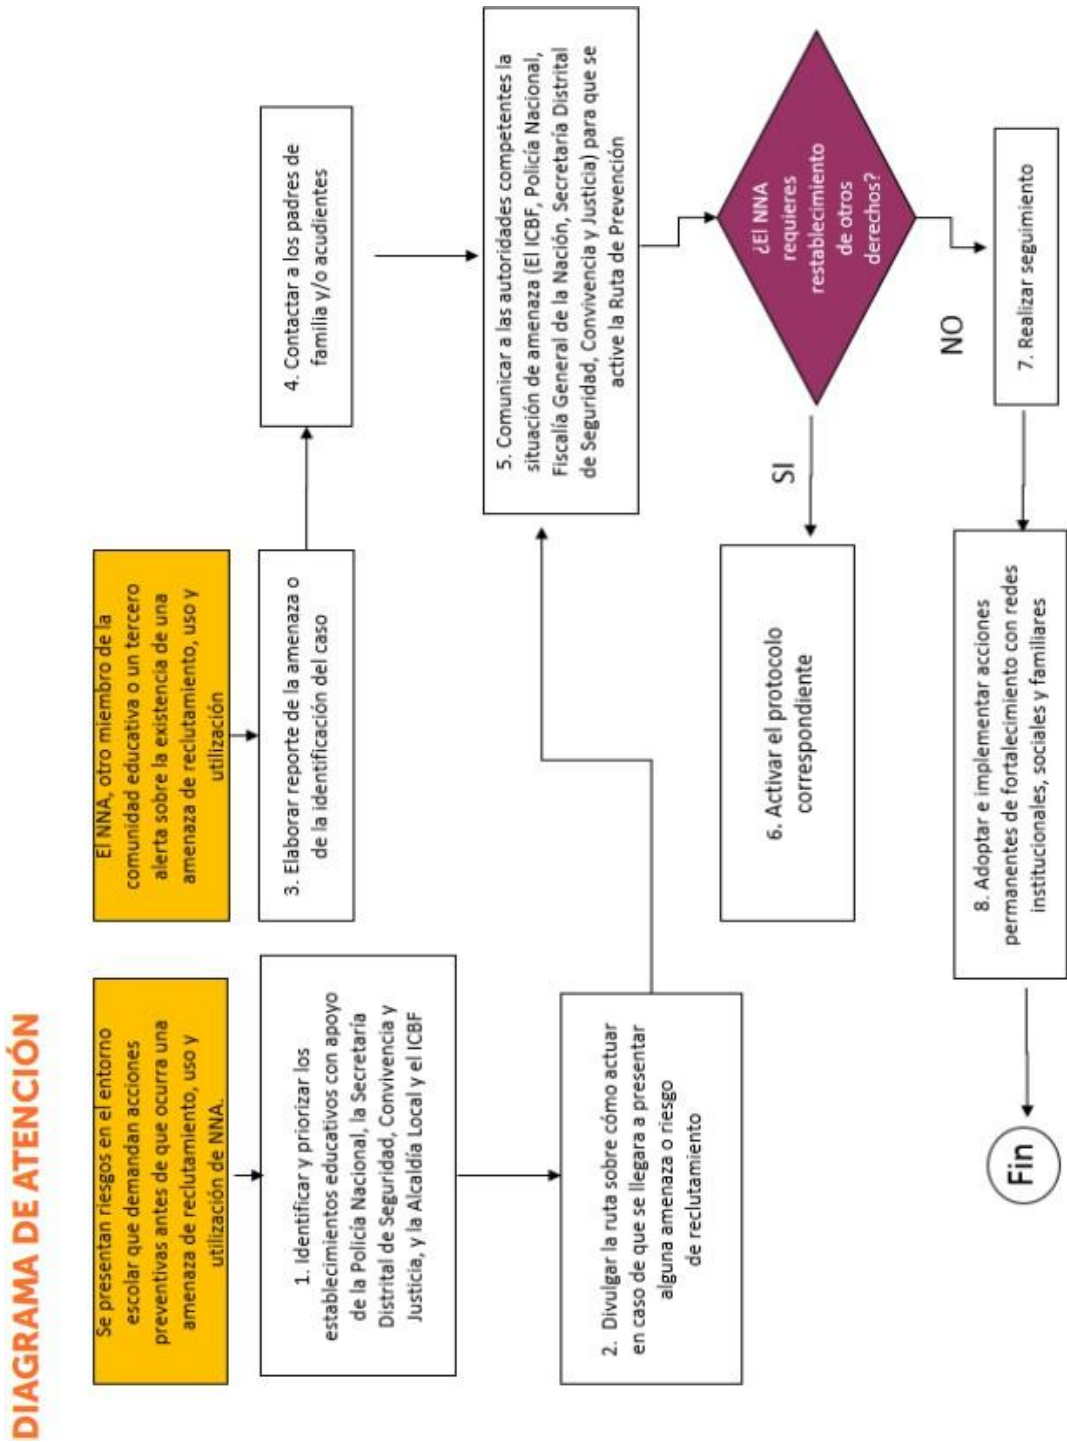 DIAGRAMA DE ATENCIÓN
Se presentan riesgos en el entorno
escolar que demandan acciones
preventivas antes de que ocurra una
amenaza de reclutamiento, uso y
utilización de NNA.
1. Identificar y priorizar los
establecimientos educativos con apoyo
de la Policía Nacional, la Secretaría
Distrital de Seguridad, Convivencia y
Justicia, y la Alcaldía Local y el ICBF
2. Divulgar la ruta sobre cómo actuar
en caso de que se llegara a presentar
alguna amenaza o riesgo
de reclutamiento
El NNA, otro miembro de la
comunidad educativa o un tercero
alerta sobre la existencia de una
amenaza de reclutamiento, uso y
utilización
3. Elaborar reporte de la amenaza o
de la identificación del caso
4. Contactar a los padres de
familia y/o acudientes
5. Comunicar a las autoridades competentes la
situación de amenaza (El ICBF, Policía Nacional,
Fiscalía General de la Nación, Secretaría Distrital
de Seguridad, Convivencia y Justicia) para que se
active la Ruta de Prevención
¿El NNA
requieres
restablecimiento
de otros
derechos?
SI
6. Activar el protocolo
correspondiente
NO
7. Realizar seguimiento
8. Adoptar e implementar acciones
permanentes de fortalecimiento con redes
institucionales, sociales y familiares
Fin